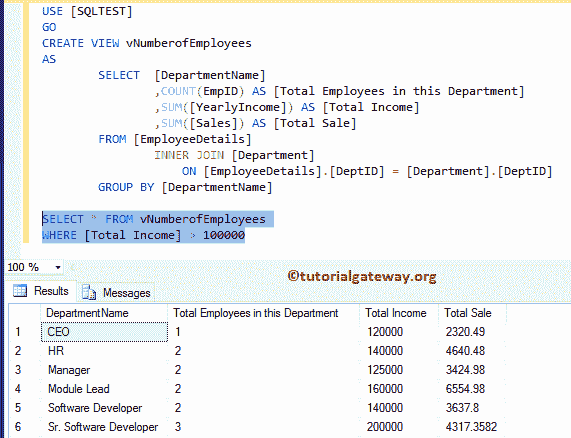 USE [SQLTEST]
GO
CREATE VIEW vNumberofEmployees
AS
SELECT [DepartmentName]
,COUNT(EmpID) AS [Total Employees in this Department]
,SUM([YearlyIncome]) AS [Total Income]
,SUM([Sales]) AS [Total Sale]
FROM [EmployeeDetails]
INNER JOIN [Department]
ON [EmployeeDetails].[DeptID] = [Department].[DeptID]
GROUP BY [DepartmentName]
SELECT * FROM vNumberofEmployees
WHERE [Total Income] > 100000
100 %
©tutorialgateway.org
Results Messages
DepartmentName Total Employees in this Department Total Income Total Sale
1 CEO 1 120000 2320.49
2 HR 2 140000 4640.48
3 Manager 2 125000 3424.98
4 Module Lead 2 160000 6554.98
5 Software Developer 2 140000 3637.8
6 Sr. Software Developer 3 200000 4317.3582